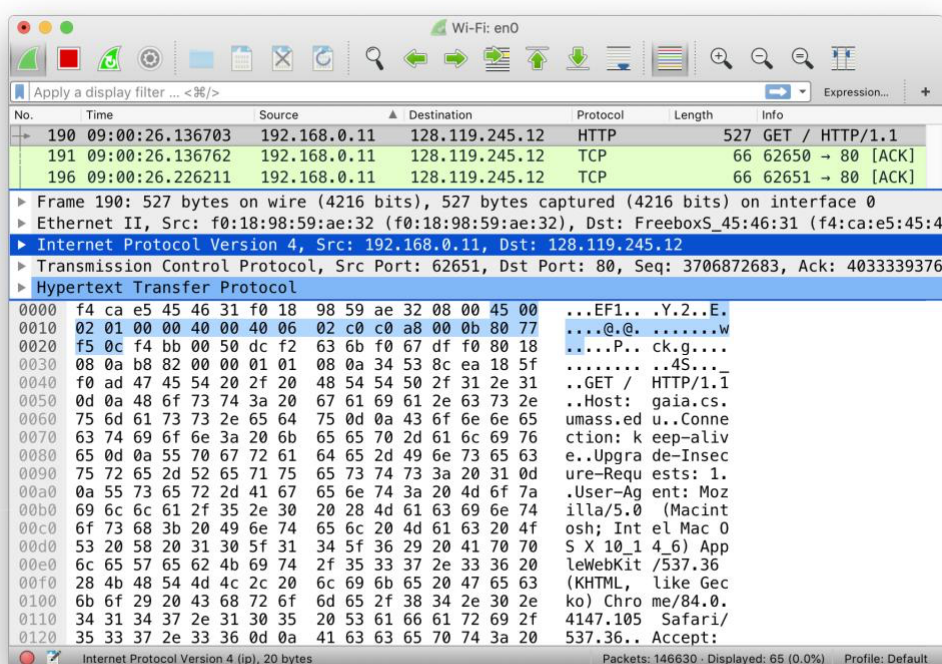 Wi-Fi: en0
Apply a display filter ... <⌘/>
Expression... +
No. Time Source Destination Protocol Length Info
190 09:00:26.136703 192.168.0.11 128.119.245.12 HTTP 527 GET / HTTP/1.1
191 09:00:26.136762 192.168.0.11 128.119.245.12 TCP 66 62650 → 80 [ACK]
196 09:00:26.226211 192.168.0.11 128.119.245.12 TCP 66 62651 → 80 [ACK]
Frame 190: 527 bytes on wire (4216 bits), 527 bytes captured (4216 bits) on interface 0
Ethernet II, Src: f0:18:98:59:ae:32 (f0:18:98:59:ae:32), Dst: FreeboxS_45:46:31 (f4:ca:e5:45:4
Internet Protocol Version 4, Src: 192.168.0.11, Dst: 128.119.245.12
Transmission Control Protocol, Src Port: 62651, Dst Port: 80, Seq: 3706872683, Ack: 4033339376
Hypertext Transfer Protocol
0000 f4 ca e5 45 46 31 f0 18 98 59 ae 32 08 00 45 00 ...EF1.. .Y.2..E.
0010 02 01 00 00 40 00 40 06 02 c0 c0 a8 00 0b 80 77 ....@.@. .......w
0020 f5 0c f4 bb 00 50 dc f2 63 6b f0 67 df f0 80 18 .....P.. ck.g....
0030 08 0a b8 82 00 00 01 01 08 0a 34 53 8c ea 18 5f ........ ..4S..._
0040 f0 ad 47 45 54 20 2f 20 48 54 54 50 2f 31 2e 31 ..GET / HTTP/1.1
0050 0d 0a 48 6f 73 74 3a 20 67 61 69 61 2e 63 73 2e ..Host: gaia.cs.
0060 75 6d 61 73 73 2e 65 64 75 0d 0a 43 6f 6e 6e 65 umass.ed u..Conne
0070 63 74 69 6f 6e 3a 20 6b 65 65 70 2d 61 6c 69 76 ction: k eep-aliv
0080 65 0d 0a 55 70 67 72 61 64 65 2d 49 6e 73 65 63 e..Upgra de-Insec
0090 75 72 65 2d 52 65 71 75 65 73 74 73 3a 20 31 0d ure-Requ ests: 1.
00a0 0a 55 73 65 72 2d 41 67 65 6e 74 3a 20 4d 6f 7a .User-Ag ent: Moz
00b0 69 6c 6c 61 2f 35 2e 30 20 28 4d 61 63 69 6e 74 illa/5.0 (Macint
00c0 6f 73 68 3b 20 49 6e 74 65 6c 20 4d 61 63 20 4f osh; Int el Mac O
00d0 53 20 58 20 31 30 5f 31 34 5f 36 29 20 41 70 70 S X 10_1 4_6) App
00e0 6c 65 57 65 62 4b 69 74 2f 35 33 37 2e 33 36 20 leWebKit /537.36
00f0 28 4b 48 54 4d 4c 2c 20 6c 69 6b 65 20 47 65 63 (KHTML, like Gec
0100 6b 6f 29 20 43 68 72 6f 6d 65 2f 38 34 2e 30 2e ko) Chro me/84.0.
0110 34 31 34 37 2e 31 30 35 20 53 61 66 61 72 69 2f 4147.105 Safari/
0120 35 33 37 2e 33 36 0d 0a 41 63 63 65 70 74 3a 20 537.36.. Accept:
Internet Protocol Version 4 (ip), 20 bytes Packets: 146630 · Displayed: 65 (0.0%) Profile: Default